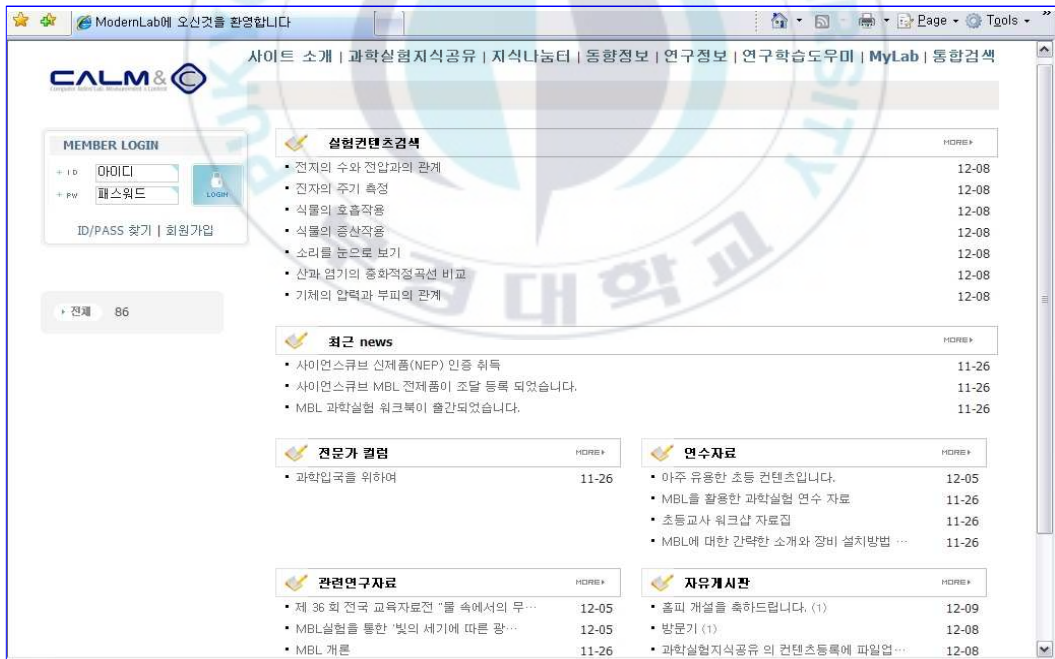 ModernLab에 오신것을 환영합니다
Page
Tools
사이트 소개 | 과학실험지식공유 | 지식나눔터 | 동향정보 | 연구정보 | 연구학습도우미 | MyLab | 통합검색
CALM & C
Computer Aided Lab Measurement & Control
MEMBER LOGIN
ID 아이디
PW 패스워드
LOGIN
ID/PASS 찾기 | 회원가입
전체 86
실험컨텐츠검색 MORE
전지의 수와 전압과의 관계 12-08
진자의 주기 측정 12-08
식물의 호흡작용 12-08
식물의 증산작용 12-08
소리를 눈으로 보기 12-08
산과 염기의 중화적정곡선 비교 12-08
기체의 압력과 부피의 관계 12-08
최근 news MORE
사이언스큐브 신제품(NEP) 인증 취득 11-26
사이언스큐브 MBL 전제품이 조달 등록 되었습니다. 11-26
MBL 과학실험 워크북이 출간되었습니다. 11-26
전문가 컬럼 MORE
과학입국을 위하여 11-26
연수자료 MORE
아주 유용한 초등 컨텐츠입니다. 12-05
MBL을 활용한 과학실험 연수 자료 11-26
초등교사 워크샵 자료집 11-26
MBL에 대한 간략한 소개와 장비 설치방법 … 11-26
관련연구자료 MORE
제 36 회 전국 교육자료전 "물 속에서의 무… 12-05
MBL실험을 통한 '빛의 세기에 따른 광… 12-05
MBL 개론 11-26
자유게시판 MORE
홈피 개설을 축하드립니다. (1) 12-09
방문기 (1) 12-08
과학실험지식공유 의 컨텐츠등록에 파일업… 12-08
부경대학교